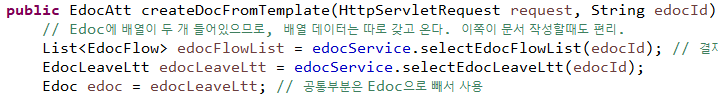 public EdocAtt createDocFromTemplate(HttpServletRequest request, String edocId)
// Edoc에 배열이 두 개 들어있으므로, 배열 데이터는 따로 갖고 온다. 이쪽이 문서 작성할때도 편리.
List<EdocFlow> edocFlowList = edocService.selectEdocFlowList(edocId); // 결
EdocLeaveLtt edocLeaveLtt = edocService.selectEdocLeaveLtt(edocId);
Edoc edoc = edocLeaveLtt; // 공통부분은 Edoc으로 빼서 사용